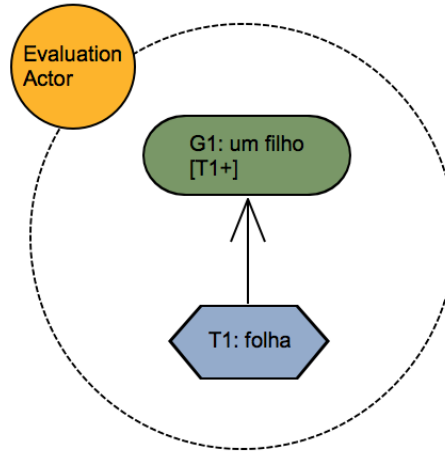 Evaluation
Actor
G1: um filho
[T1+]
T1: folha